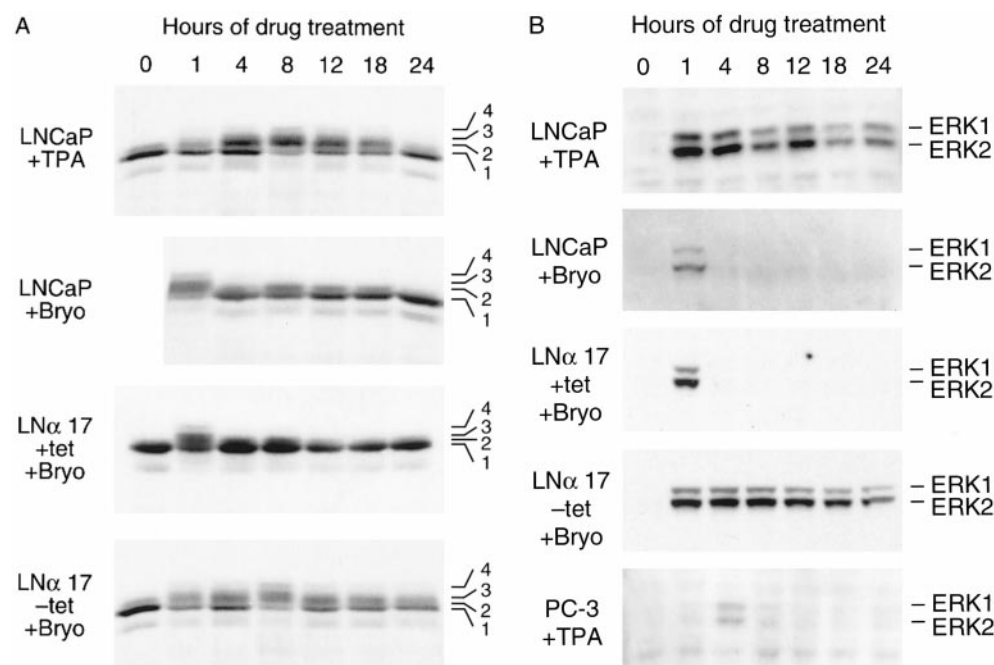 A
Hours of drug treatment
0 1 4 8 12 18 24
LNCaP
+TPA
4
3
2
1
LNCaP
+Bryo
4
3
2
1
LNα 17
+tet
+Bryo
4
3
2
1
LNα 17
–tet
+Bryo
4
3
2
1
B
Hours of drug treatment
0 1 4 8 12 18 24
LNCaP
+TPA
– ERK1
– ERK2
LNCaP
+Bryo
– ERK1
– ERK2
LNα 17
+tet
+Bryo
– ERK1
– ERK2
LNα 17
–tet
+Bryo
– ERK1
– ERK2
PC-3
+TPA
– ERK1
– ERK2